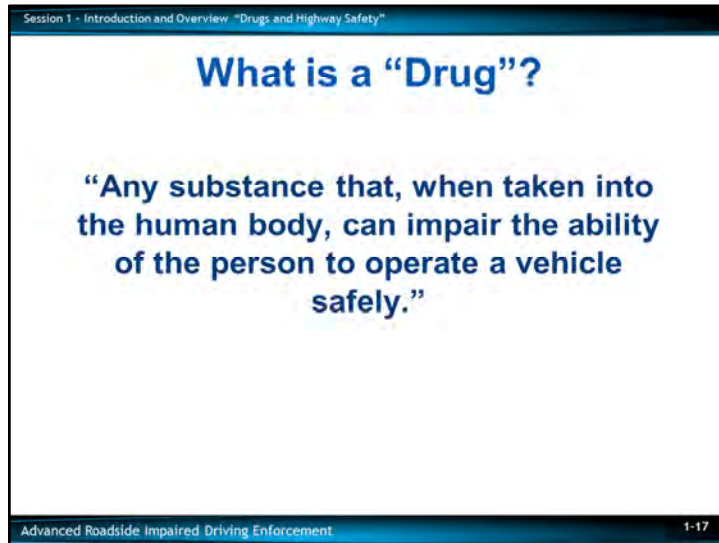 Session 1 - Introduction and Overview “Drugs and Highway Safety”
What is a “Drug”?
“Any substance that, when taken into
the human body, can impair the ability
of the person to operate a vehicle
safely.”
Advanced Roadside Impaired Driving Enforcement
1-17